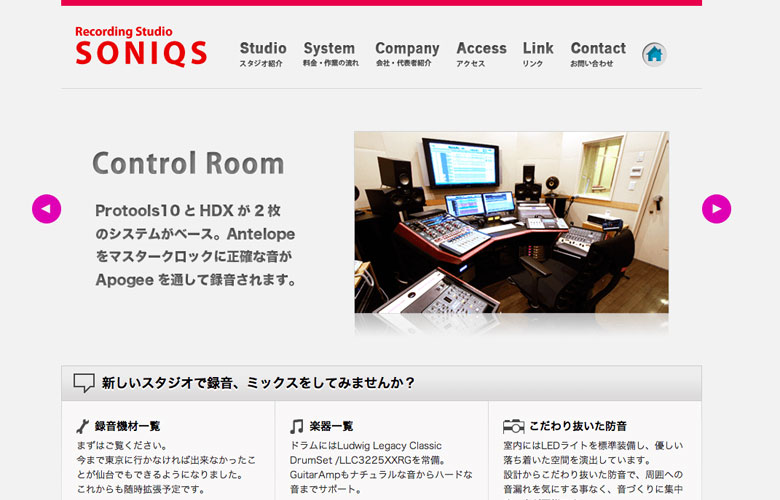 Recording Studio
SONIQS
Studio
スタジオ紹介
System
料金・作業の流れ
Company
会社・代表者紹介
Access
アクセス
Link
リンク
Contact
お問い合わせ
Control Room
Protools10 と HDX が 2 枚
のシステムがベース。Antelope
をマスタークロックに正確な音が
Apogee を通して録音されます。
新しいスタジオで録音、ミックスをしてみませんか？
録音機材一覧
まずはご覧ください。
今まで東京に行かなければ出来なかったこ
とが仙台でもできるようになりました。
これからも随時拡張予定です。
楽器一覧
ドラムにはLudwig Legacy Classic
DrumSet /LLC3225XXRGを常備。
GuitarAmpもナチュラルな音からハードな
音までサポート。
こだわり抜いた防音
室内にはLEDライトを標準装備し、優しい
落ち着いた空間を演出しています。
設計からこだわり抜いた防音で、周囲への
音漏れを気にする事なく、音づくりに集中